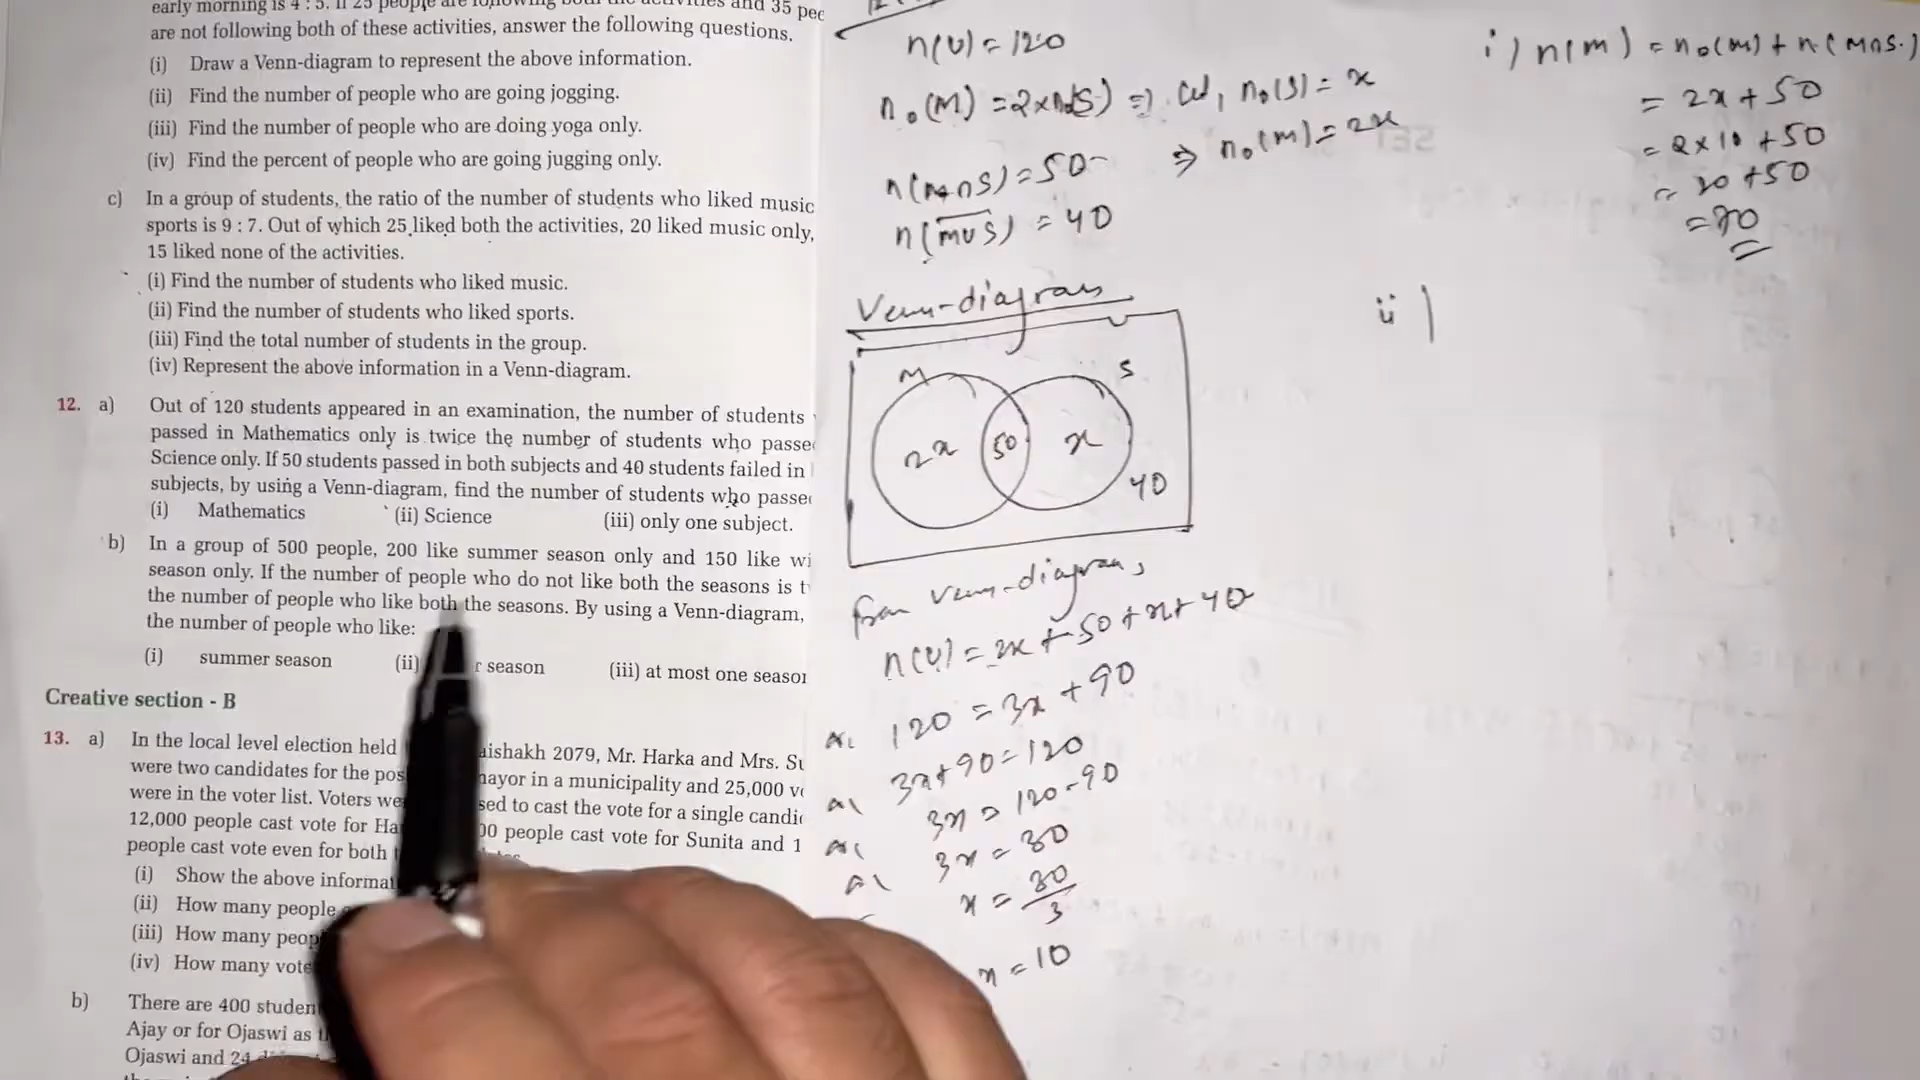 early morning is 4 : 5. If 25 people are following both the activities and 35 pec
are not following both of these activities, answer the following questions.
(i) Draw a Venn-diagram to represent the above information.
(ii) Find the number of people who are going jogging.
(iii) Find the number of people who are doing yoga only.
(iv) Find the percent of people who are going jugging only.
c) In a group of students, the ratio of the number of students who liked music
sports is 9 : 7. Out of which 25 liked both the activities, 20 liked music only,
15 liked none of the activities.
(i) Find the number of students who liked music.
(ii) Find the number of students who liked sports.
(iii) Find the total number of students in the group.
(iv) Represent the above information in a Venn-diagram.
12. a) Out of 120 students appeared in an examination, the number of students
passed in Mathematics only is twice the number of students who passe
Science only. If 50 students passed in both subjects and 40 students failed in
subjects, by using a Venn-diagram, find the number of students who passe
(i) Mathematics (ii) Science (iii) only one subject.
b) In a group of 500 people, 200 like summer season only and 150 like wi
season only. If the number of people who do not like both the seasons is t
the number of people who like both the seasons. By using a Venn-diagram,
the number of people who like:
(i) summer season (ii) r season (iii) at most one season
Creative section - B
13. a) In the local level election held aishakh 2079, Mr. Harka and Mrs. Su
were two candidates for the pos mayor in a municipality and 25,000 v
were in the voter list. Voters we sed to cast the vote for a single candi
12,000 people cast vote for Ha 00 people cast vote for Sunita and 1
people cast vote even for both
(i) Show the above informat
(ii) How many people
(iii) How many peop
(iv) How many vote
b) There are 400 studen
Ajay or for Ojaswi as t
Ojaswi and 24
n(U) = 120
n₀(M) = 2×n₀(S) ⇒ let, n₀(S) = x
⇒ n₀(M) = 2x
n(M∩S) = 50
n(M∪S)‾ = 40
Venn-diagram
M S
2x 50 x
40
from Venn-diagram,
n(U) = 2x + 50 + x + 40
120 = 3x + 90
3x + 90 = 120
3x = 120 - 90
3x = 30
x = 30/3
x = 10
i) n(M) = n₀(M) + n(M∩S)
= 2x + 50
= 2×10 + 50
= 20 + 50
= 70
ii)